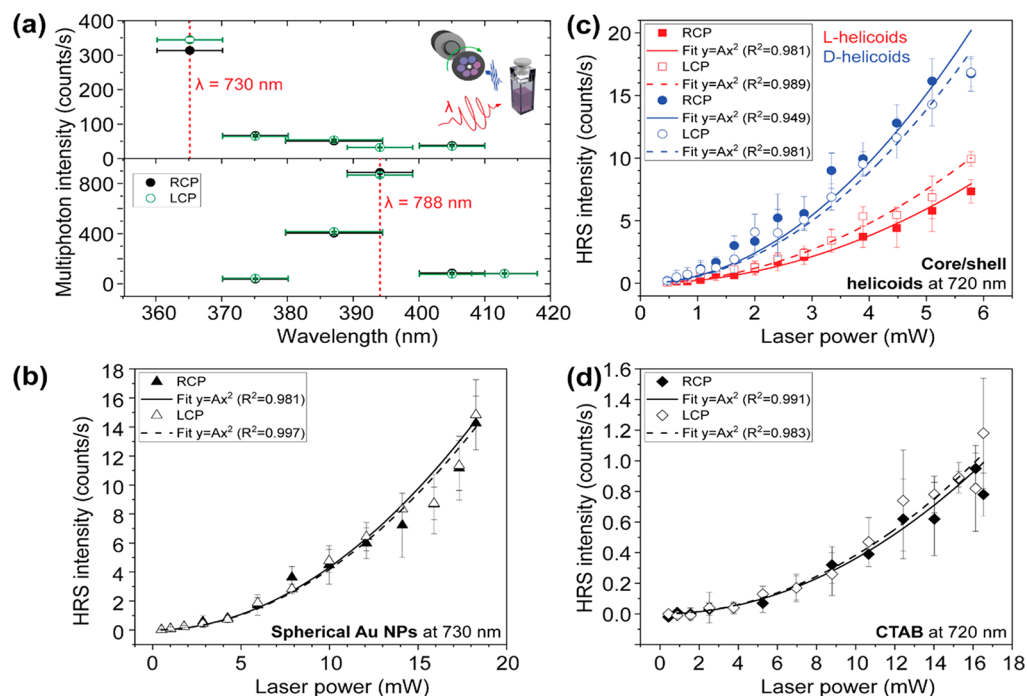 (a)
Multiphoton intensity (counts/s)
400
300
200
100
0
800
400
0
λ = 730 nm
λ
RCP
LCP
λ = 788 nm
360 370 380 390 400 410 420
Wavelength (nm)
(c)
HRS intensity (counts/s)
20
15
10
5
0
RCP
Fit y=Ax² (R²=0.981)
LCP
Fit y=Ax² (R²=0.989)
RCP
Fit y=Ax² (R²=0.949)
LCP
Fit y=Ax² (R²=0.981)
L-helicoids
D-helicoids
Core/shell
helicoids at 720 nm
0 1 2 3 4 5 6
Laser power (mW)
(b)
HRS intensity (counts/s)
18
16
14
12
10
8
6
4
2
0
RCP
Fit y=Ax² (R²=0.981)
LCP
Fit y=Ax² (R²=0.997)
Spherical Au NPs at 730 nm
0 5 10 15 20
Laser power (mW)
(d)
HRS intensity (counts/s)
1.6
1.4
1.2
1.0
0.8
0.6
0.4
0.2
0.0
RCP
Fit y=Ax² (R²=0.991)
LCP
Fit y=Ax² (R²=0.983)
CTAB at 720 nm
0 2 4 6 8 10 12 14 16 18
Laser power (mW)